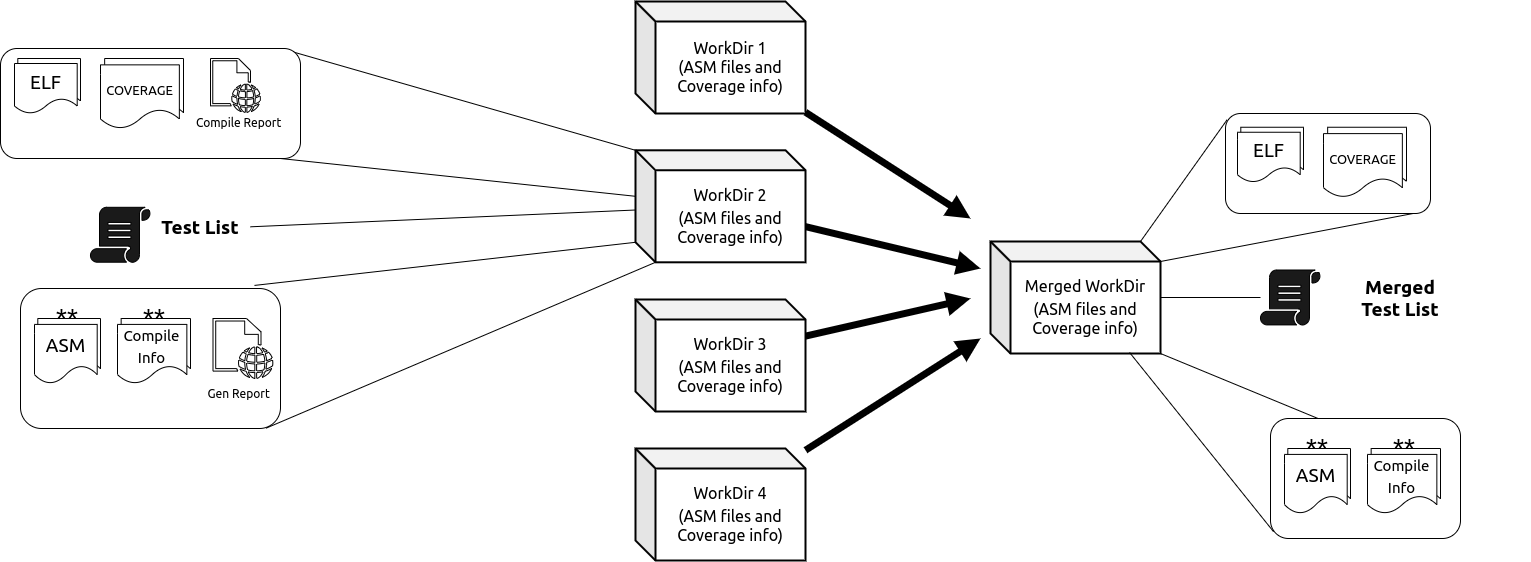 ELF
COVERAGE
Compile Report
Test List
**
**
ASM
Compile
Info
Gen Report
WorkDir 1
(ASM files and
Coverage info)
WorkDir 2
(ASM files and
Coverage info)
WorkDir 3
(ASM files and
Coverage info)
WorkDir 4
(ASM files and
Coverage info)
Merged WorkDir
(ASM files and
Coverage info)
ELF
COVERAGE
Merged
Test List
**
**
ASM
Compile
Info